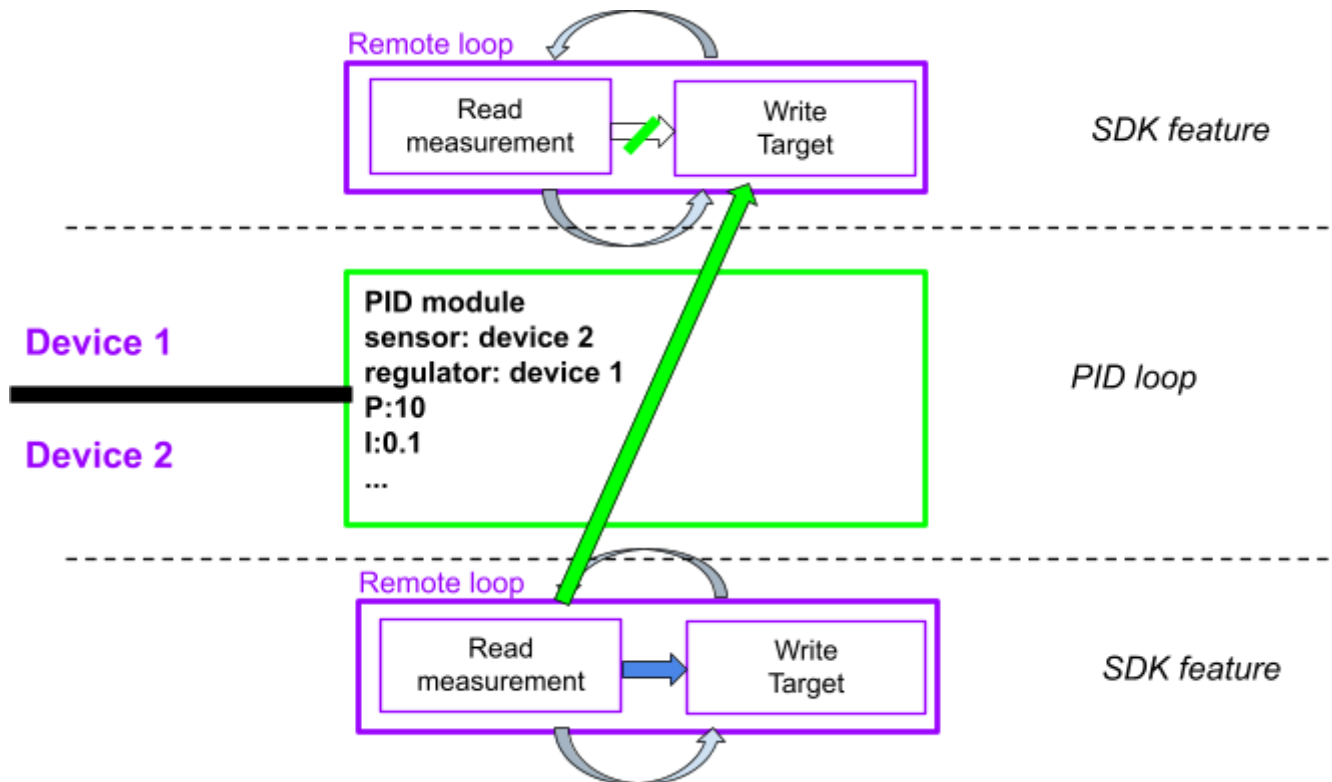 Remote loop
Read
measurement
Write
Target
SDK feature
PID module
sensor: device 2
regulator: device 1
P:10
I:0.1
...
Device 1
Device 2
PID loop
Remote loop
Read
measurement
Write
Target
SDK feature